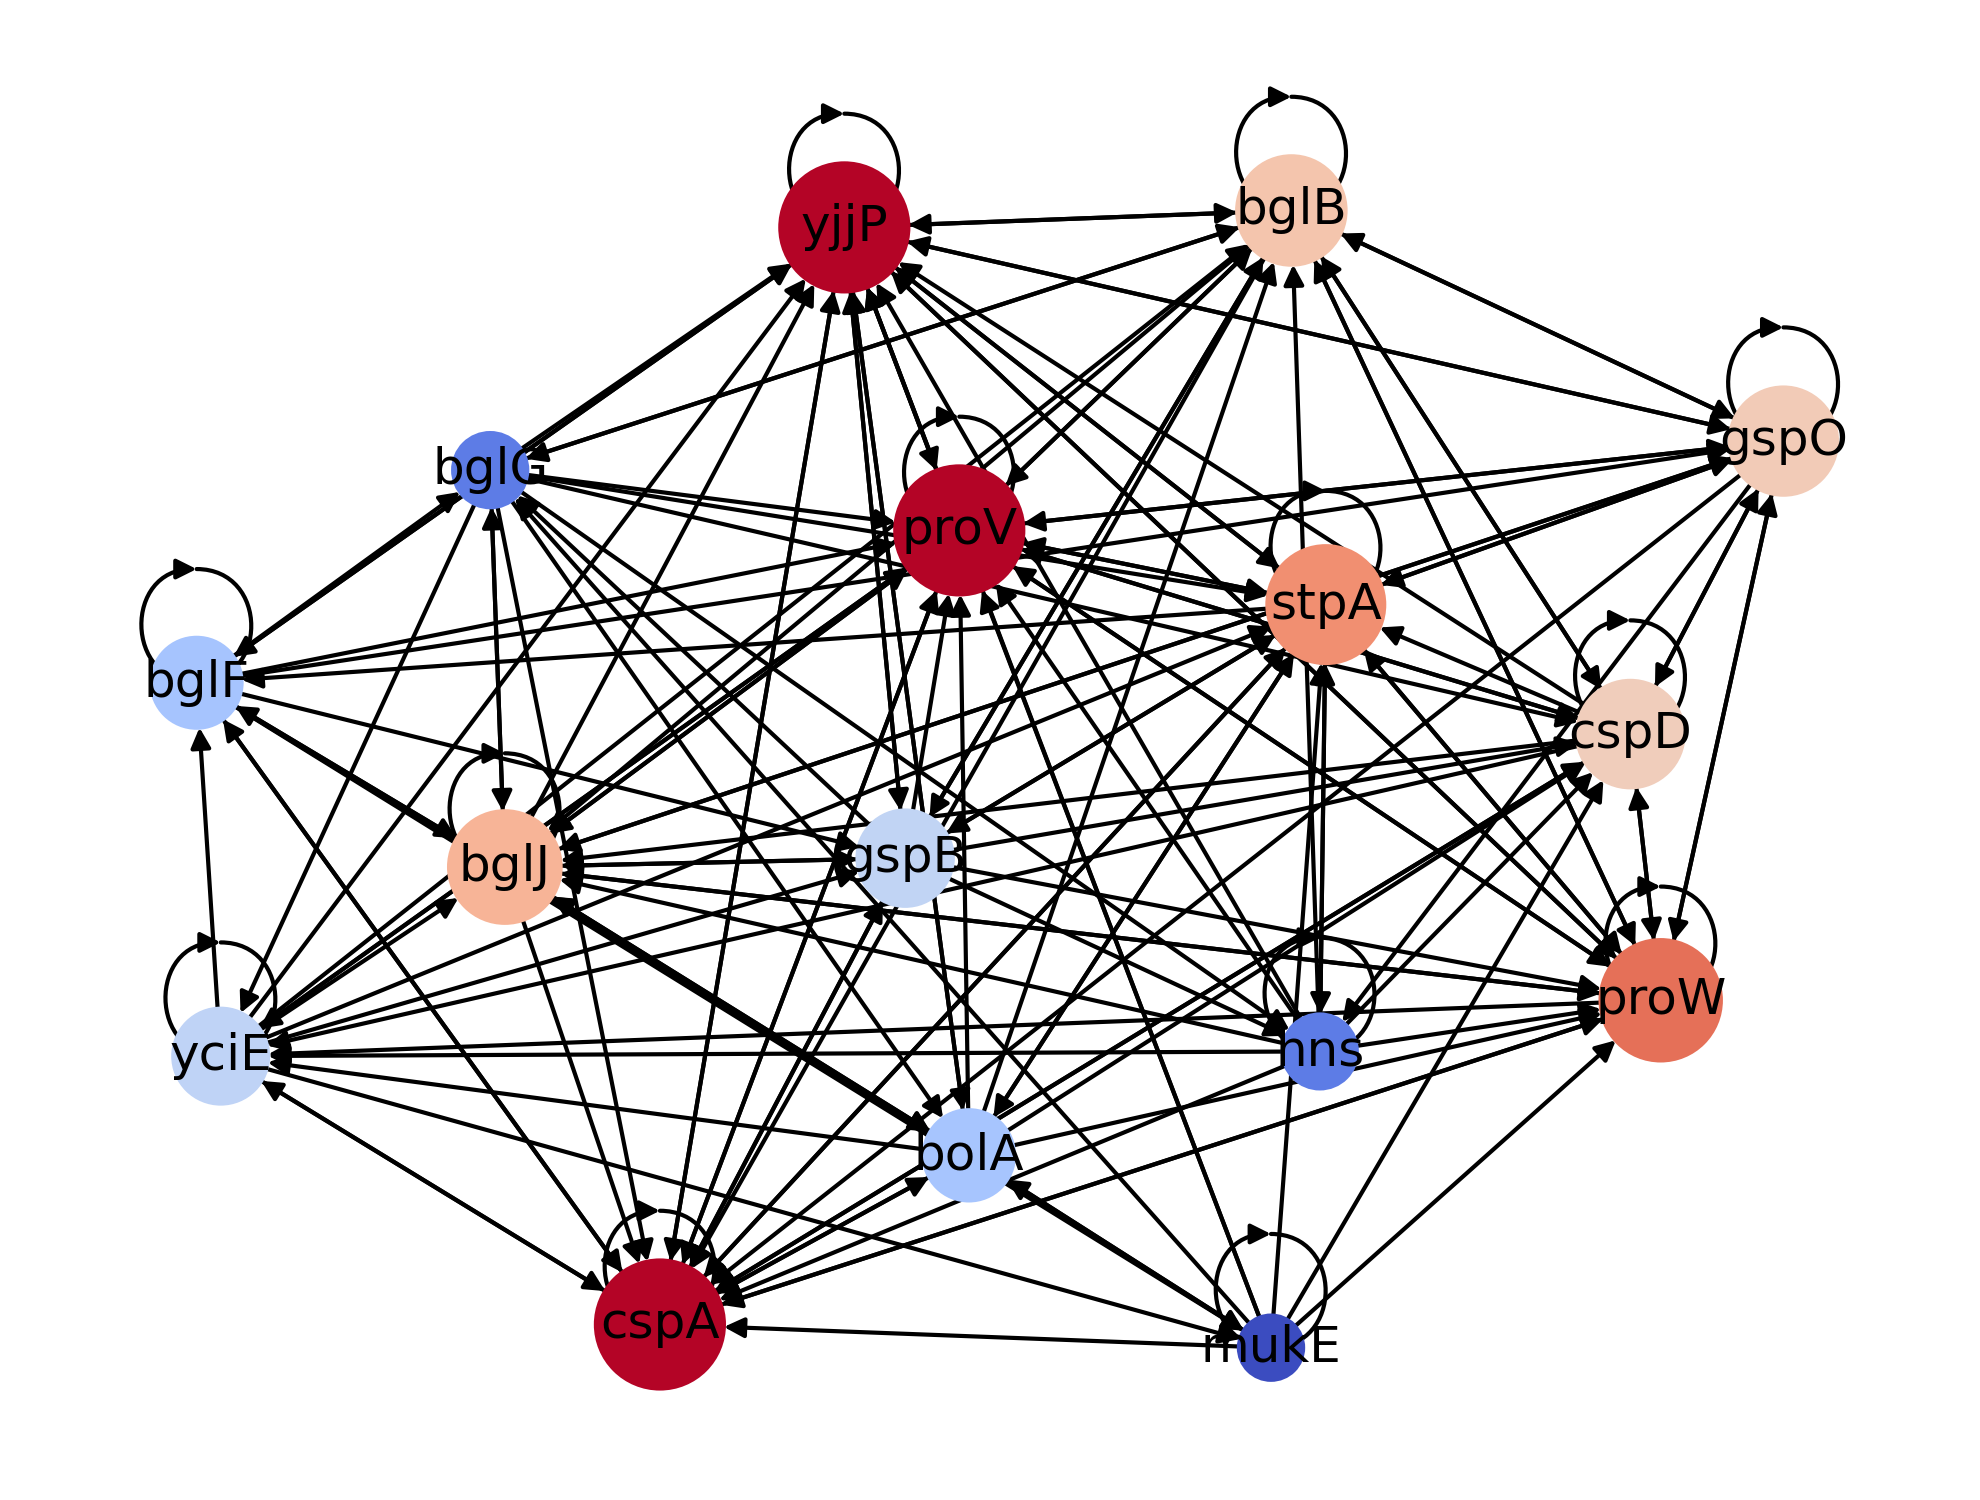 yjjP
bglB
gspO
bglG
proV
stpA
bglF
cspD
bglJ
gspB
proW
yciE
hns
bolA
cspA
mukE